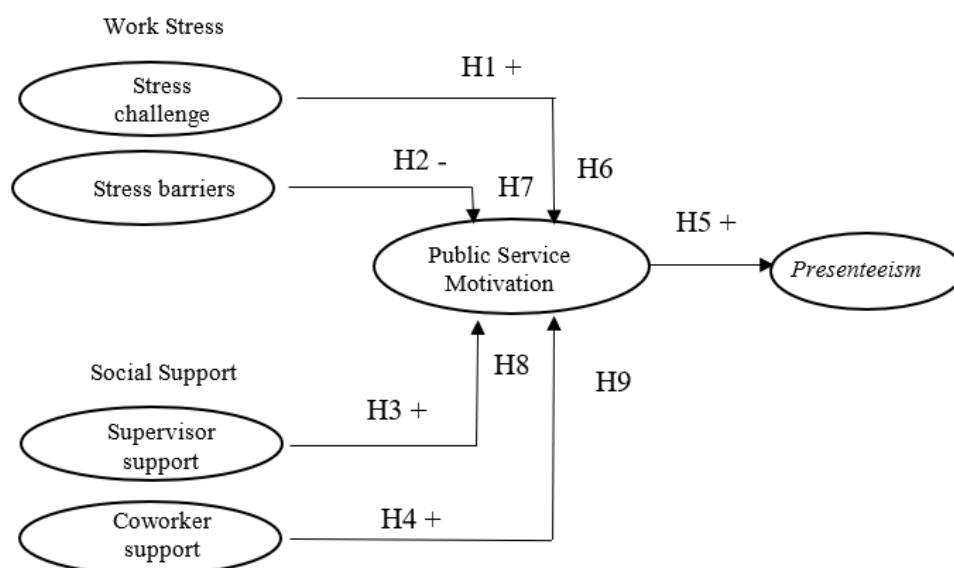 Work Stress
Stress
challenge
H1 +
Stress barriers
H2 -
H7
H6
Public Service
Motivation
H5 +
Presenteeism
Social Support
H8
H9
Supervisor
support
H3 +
Coworker
support
H4 +